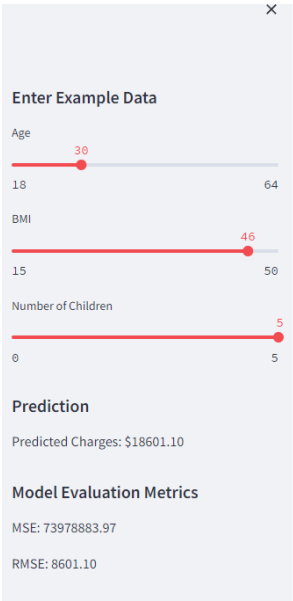 ×
Enter Example Data
Age
30
18 64
BMI
46
15 50
Number of Children
5
0 5
Prediction
Predicted Charges: $18601.10
Model Evaluation Metrics
MSE: 73978883.97
RMSE: 8601.10